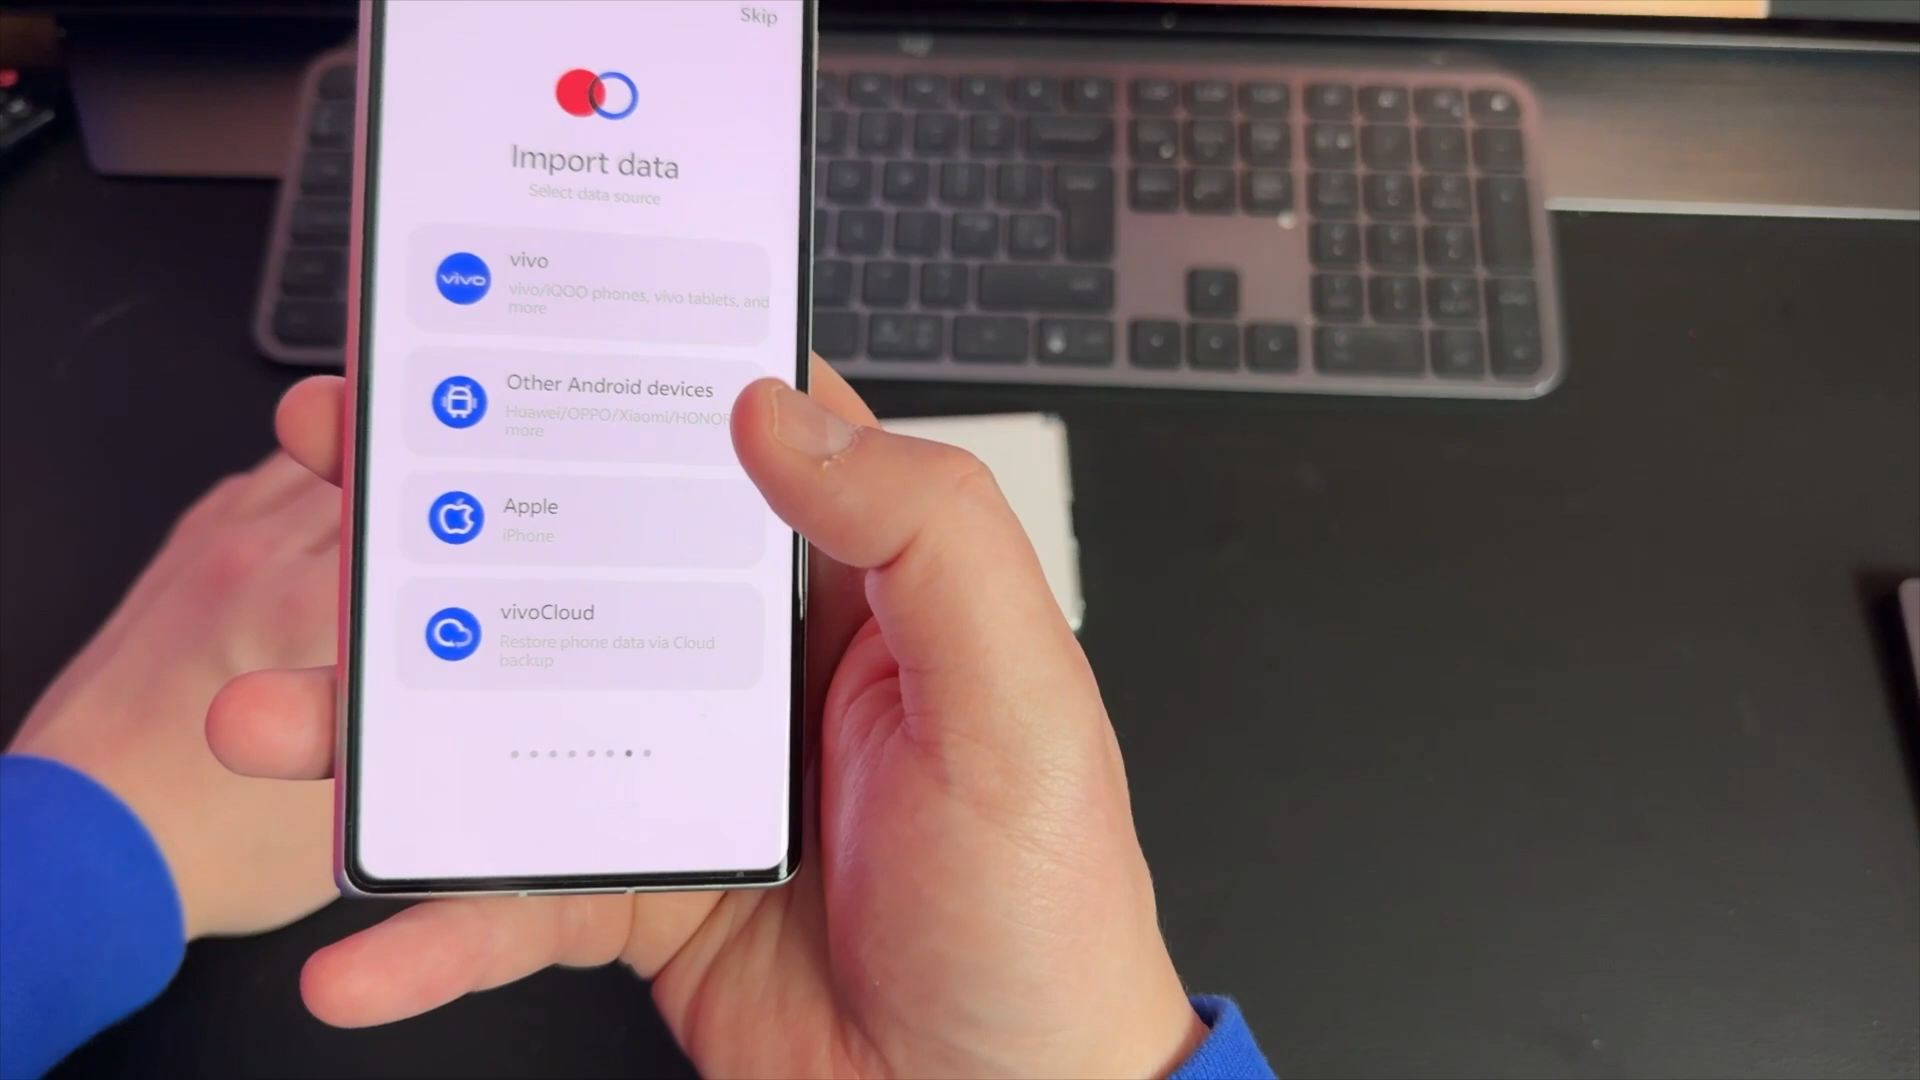 Skip
Import data
Select data source
vivo
vivo
vivo/iQOO phones, vivo tablets, and
more
Other Android devices
Huawei/OPPO/Xiaomi/HONOR
more
Apple
iPhone
vivoCloud
Restore phone data via Cloud
backup